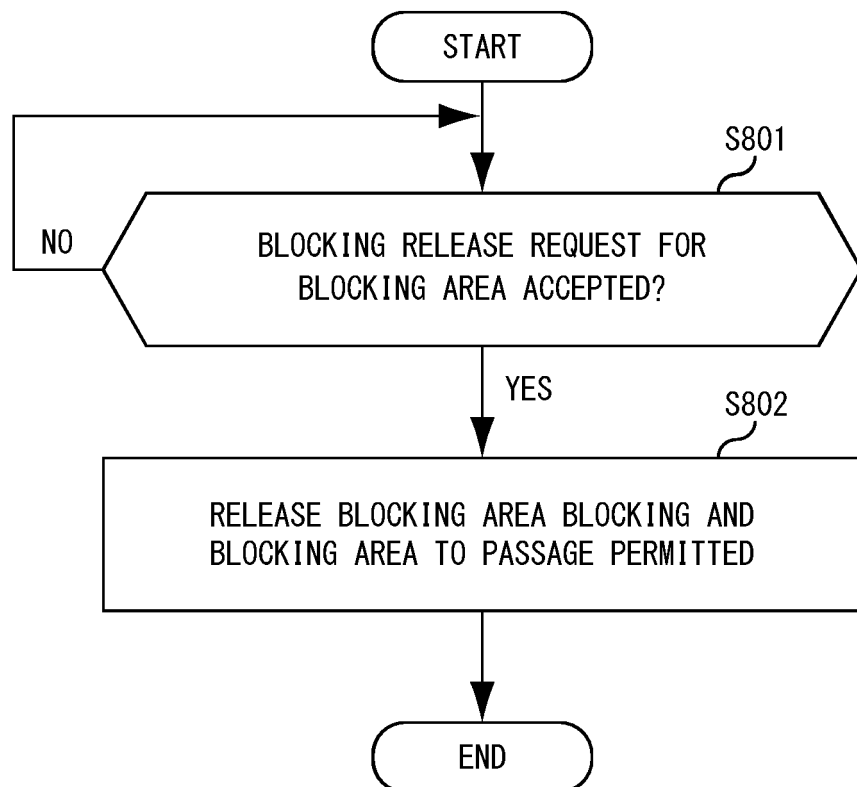 START
S801
NO
BLOCKING RELEASE REQUEST FOR
BLOCKING AREA ACCEPTED?
YES
S802
RELEASE BLOCKING AREA BLOCKING AND
BLOCKING AREA TO PASSAGE PERMITTED
END